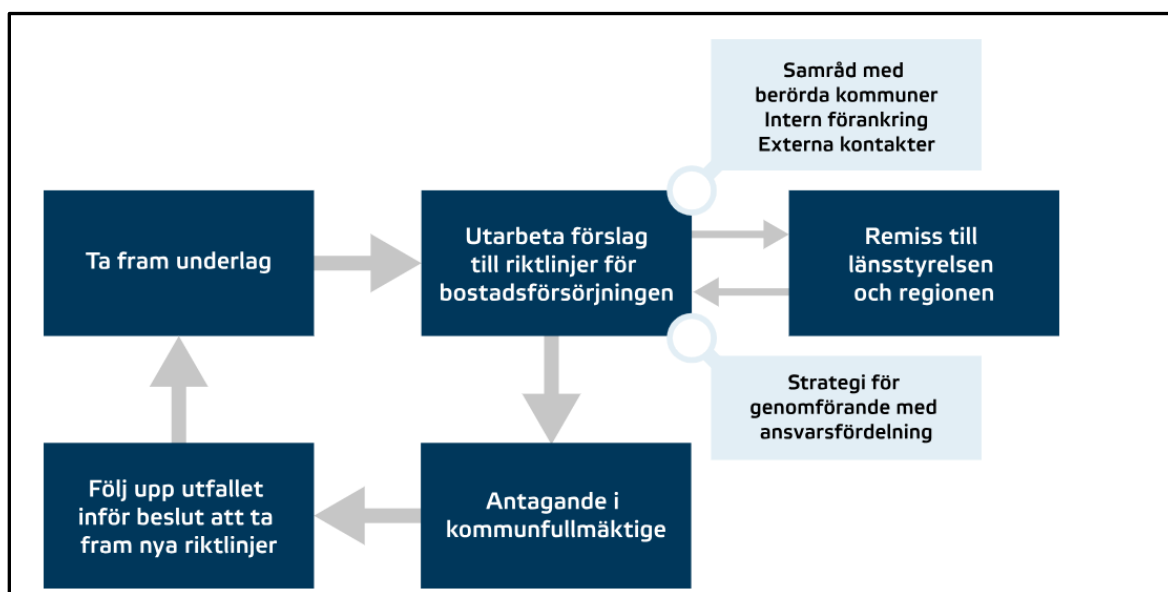 Samråd med
berörda kommuner
Intern förankring
Externa kontakter
Ta fram underlag
Utarbeta förslag
till riktlinjer för
bostadsförsörjningen
Remiss till
länsstyrelsen
och regionen
Strategi för
genomförande med
ansvarsfördelning
Följ upp utfallet
inför beslut att ta
fram nya riktlinjer
Antagande i
kommunfullmäktige